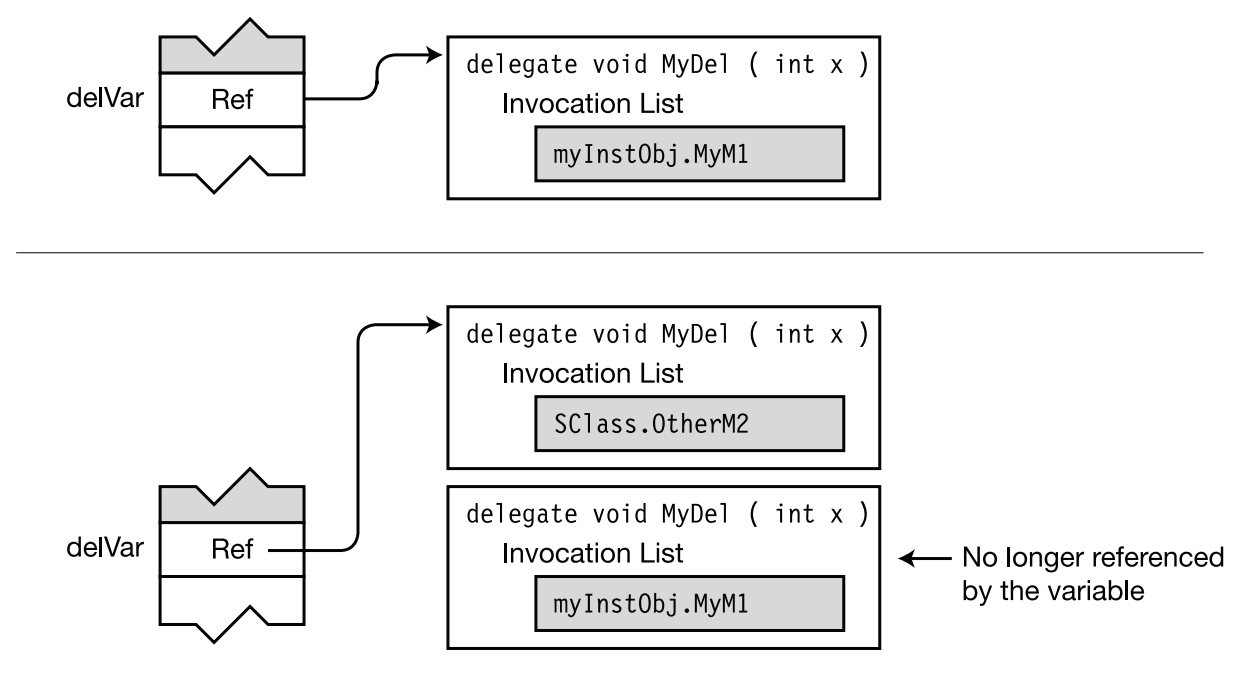 delegate void MyDel ( int x )
delVar
Ref
Invocation List
myInstObj.MyM1
delegate void MyDel ( int x )
Invocation List
SClass.OtherM2
delVar
Ref
delegate void MyDel ( int x )
Invocation List
myInstObj.MyM1
No longer referenced
by the variable